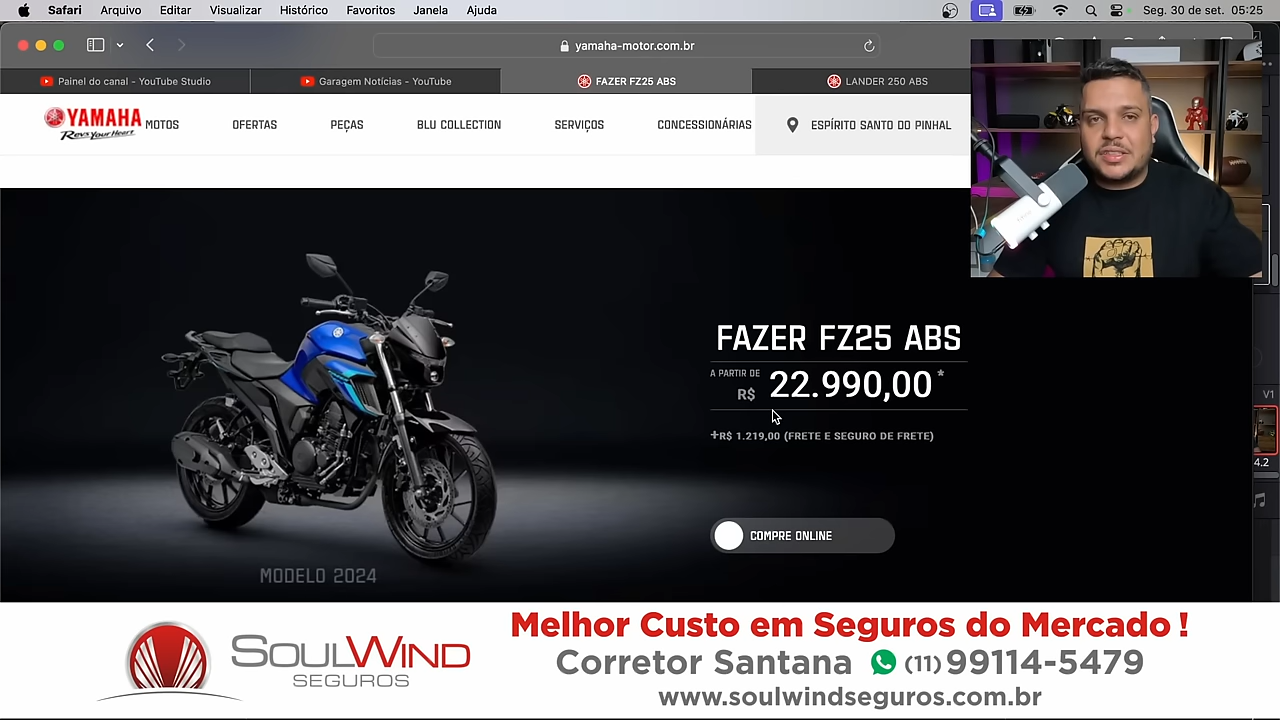 Safari Arquivo Editar Visualizar Histórico Favoritos Janela Ajuda Seg. 30 de set. 05:25
yamaha-motor.com.br
Painel do canal - YouTube Studio Garagem Notícias - YouTube FAZER FZ25 ABS LANDER 250 ABS
YAMAHA
Revs Your Heart
MOTOS OFERTAS PEÇAS BLU COLLECTION SERVIÇOS CONCESSIONÁRIAS ESPÍRITO SANTO DO PINHAL
FAZER FZ25 ABS
A PARTIR DE
R$ 22.990,00*
+R$ 1.219,00 (FRETE E SEGURO DE FRETE)
COMPRE ONLINE
MODELO 2024
V1
4.2
SOULWIND
SEGUROS
Melhor Custo em Seguros do Mercado !
Corretor Santana (11) 99114-5479
www.soulwindseguros.com.br